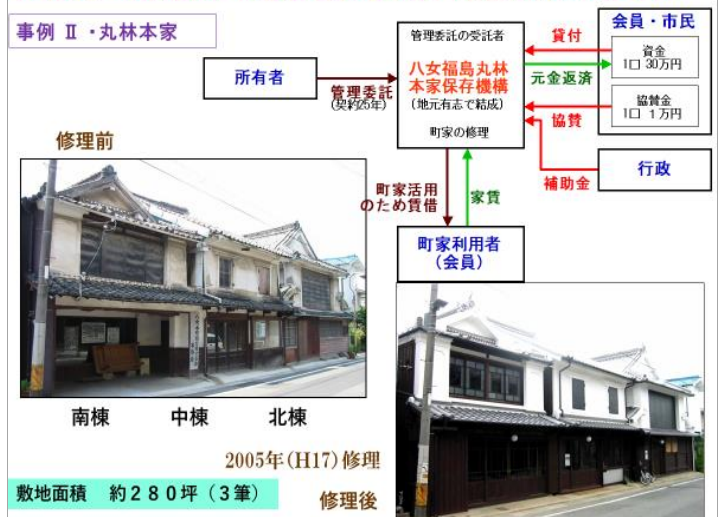 事例 Ⅱ・丸林本家
所有者
管理委託
(契約25年)
管理委託の受託者
八女福島丸林
本家保存機構
(地元有志で結成)
町家の修理
貸付
元金返済
協賛
補助金
会員・市民
資金
1口 30万円
協賛金
1口 1万円
行政
町家活用
のため賃借
家賃
町家利用者
(会員)
修理前
南棟 中棟 北棟
2005年(H17)修理
敷地面積 約280坪(3筆)
修理後